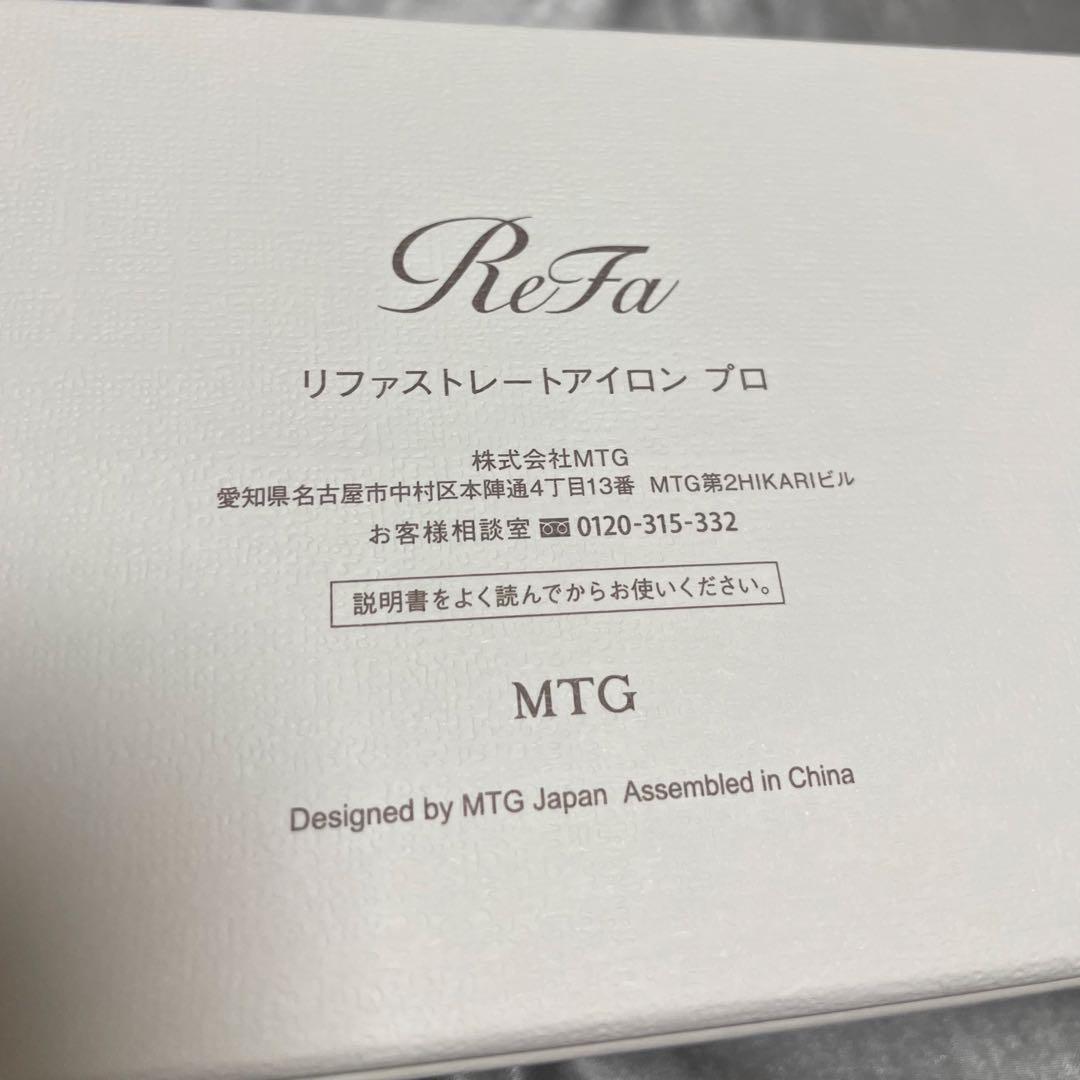 ReFa
リファストレートアイロン プロ
株式会社MTG
愛知県名古屋市中村区本陣通4丁目13番 MTG第2HIKARIビル
お客様相談室 0120-315-332
説明書をよく読んでからお使いください。
MTG
Designed by MTG Japan Assembled in China